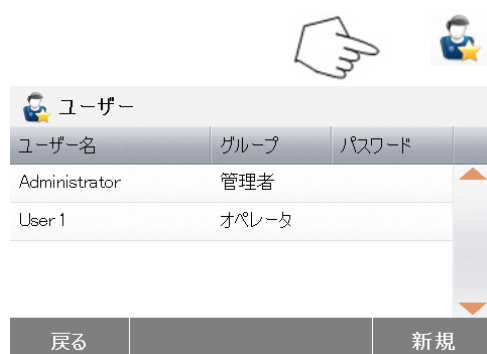 ユーザー
ユーザー名 グループ パスワード
Administrator 管理者
User 1 オペレータ
戻る 新規